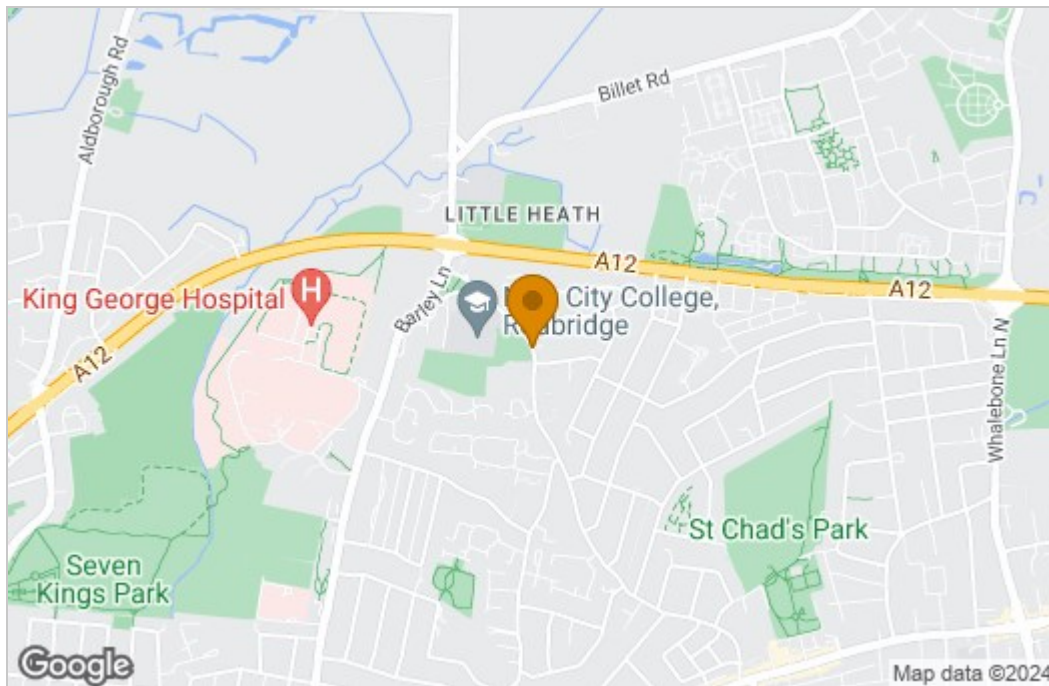 Aldborough Rd
Billet Rd
LITTLE HEATH
A12
A12
King George Hospital
H
Barley Ln
City College,
A12
Whalebone Ln N
St Chad's Park
Seven
Kings Park
Google
Map data ©2024